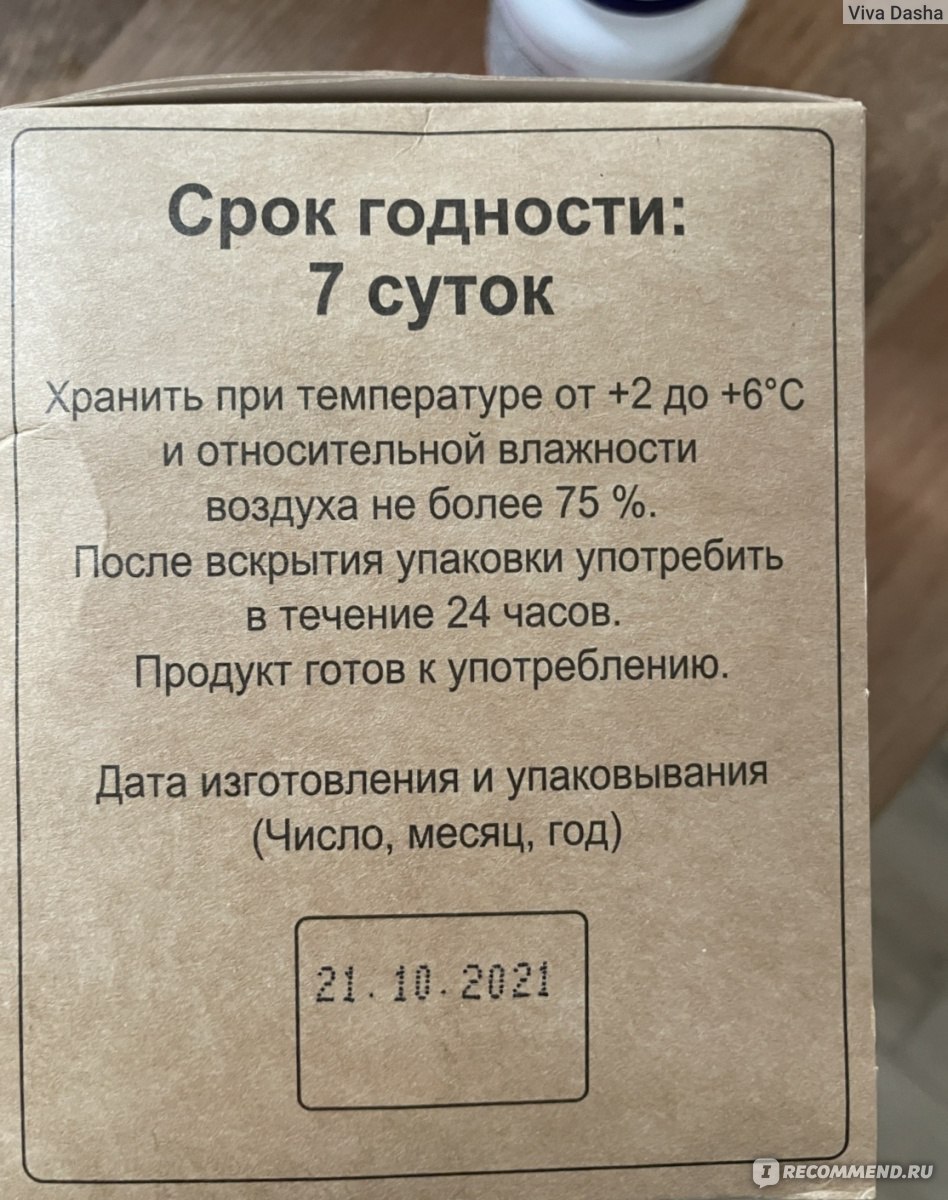 Viva Dasha
Срок годности:
7 суток
Хранить при температуре от +2 до +6°С
и относительной влажности
воздуха не более 75 %.
После вскрытия упаковки употребить
в течение 24 часов.
Продукт готов к употреблению.
Дата изготовления и упаковывания
(Число, месяц, год)
21.10.2021
IRECOMMEND.RU